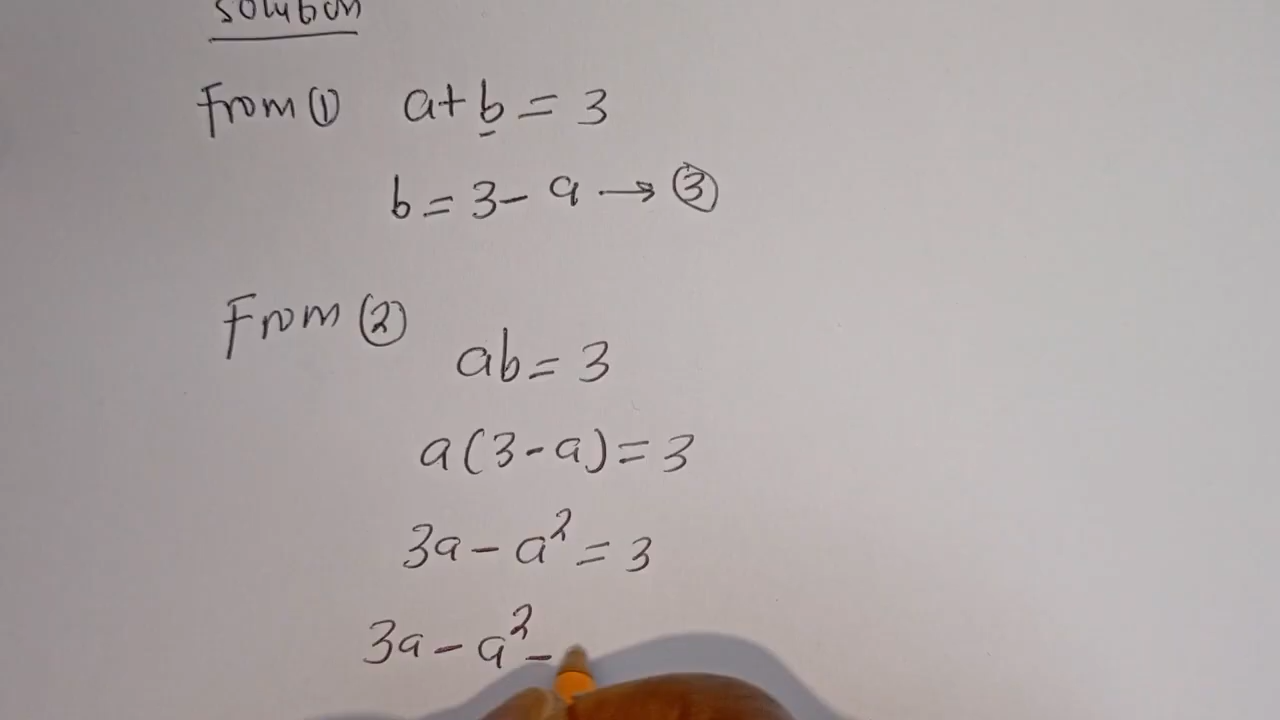 Solution
From ① a+b = 3
b = 3 - a → ③
From ②
ab = 3
a(3-a) = 3
3a - a² = 3
3a - a² -